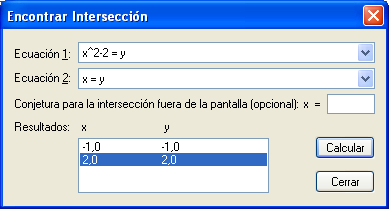 Encontrar Intersección
Ecuación 1: x^2-2 = y
Ecuación 2: x = y
Conjetura para la intersección fuera de la pantalla (opcional): x =
Resultados: x y
-1,0 -1,0
2,0 2,0
Calcular
Cerrar